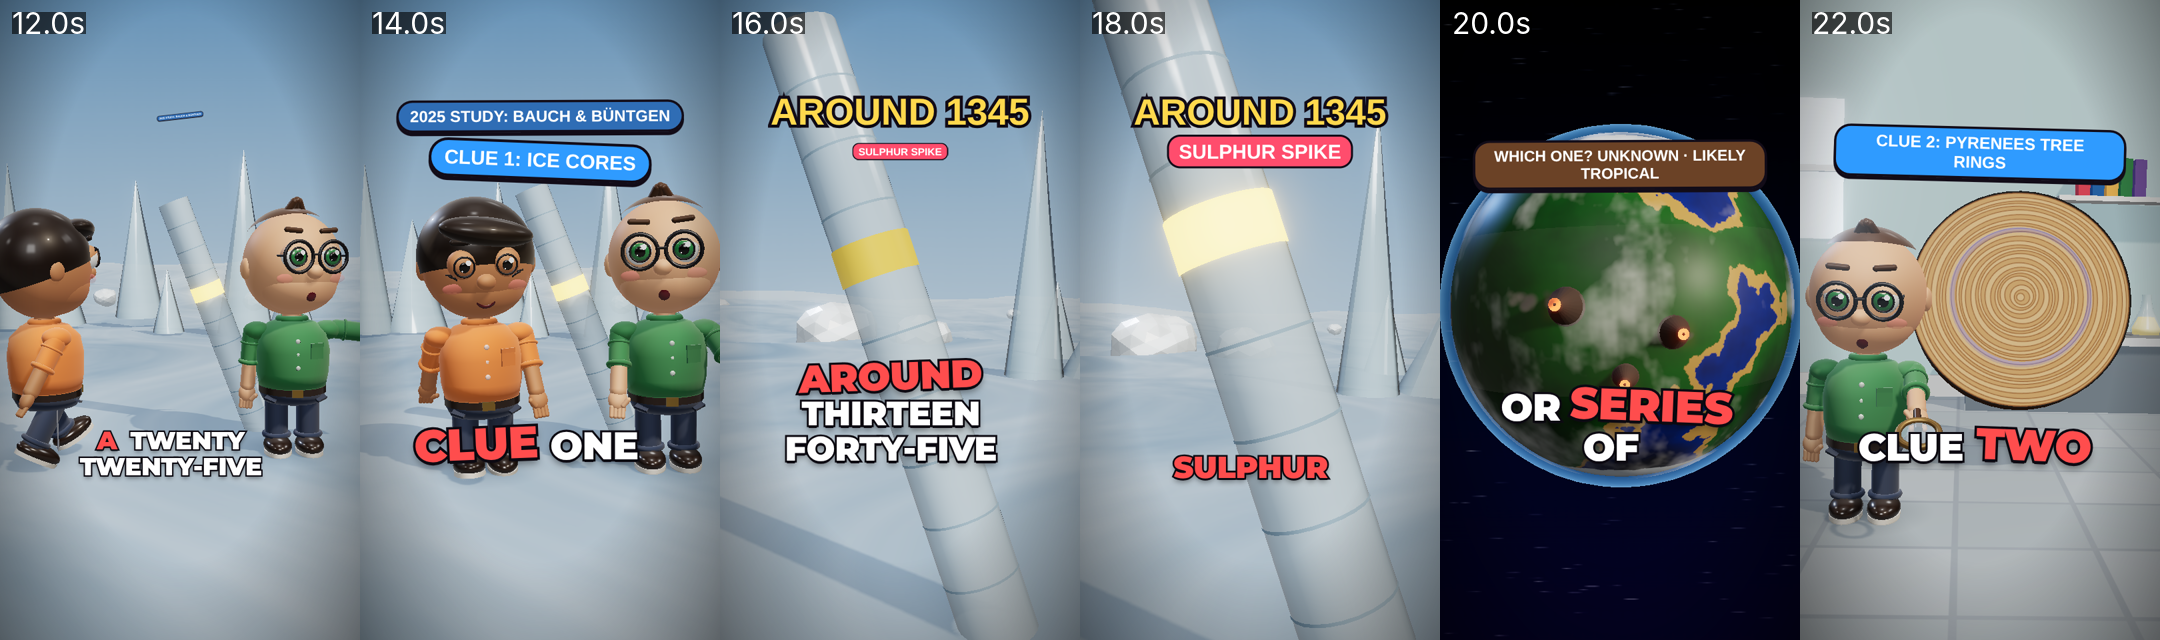 12.0s
A TWENTY
TWENTY-FIVE
14.0s
2025 STUDY: BAUCH & BÜNTGEN
CLUE 1: ICE CORES
CLUE ONE
16.0s
AROUND 1345
SULPHUR SPIKE
AROUND
THIRTEEN
FORTY-FIVE
18.0s
AROUND 1345
SULPHUR SPIKE
SULPHUR
20.0s
WHICH ONE? UNKNOWN · LIKELY
TROPICAL
OR SERIES
OF
22.0s
CLUE 2: PYRENEES TREE
RINGS
CLUE TWO